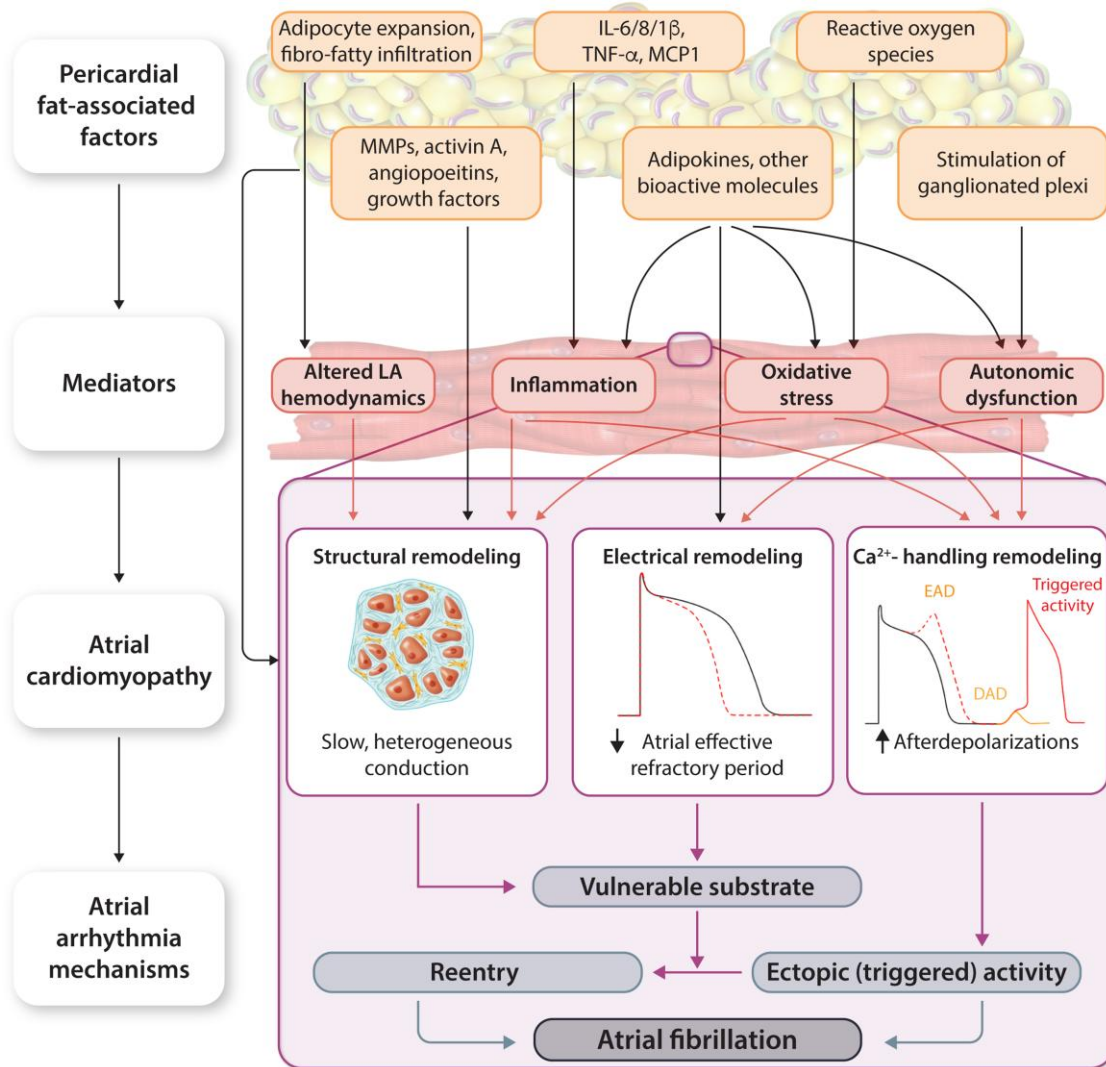 Pericardial
fat-associated
factors
Mediators
Atrial
cardiomyopathy
Atrial
arrhythmia
mechanisms
Adipocyte expansion,
fibro-fatty infiltration
IL-6/8/1β,
TNF-α, MCP1
Reactive oxygen
species
MMPs, activin A,
angiopoeitins,
growth factors
Adipokines, other
bioactive molecules
Stimulation of
ganglionated plexi
Altered LA
hemodynamics
Inflammation
Oxidative
stress
Autonomic
dysfunction
Structural remodeling
Slow, heterogeneous
conduction
Electrical remodeling
Atrial effective
refractory period
Ca²⁺- handling remodeling
EAD
Triggered
activity
DAD
Afterdepolarizations
Vulnerable substrate
Reentry
Ectopic (triggered) activity
Atrial fibrillation